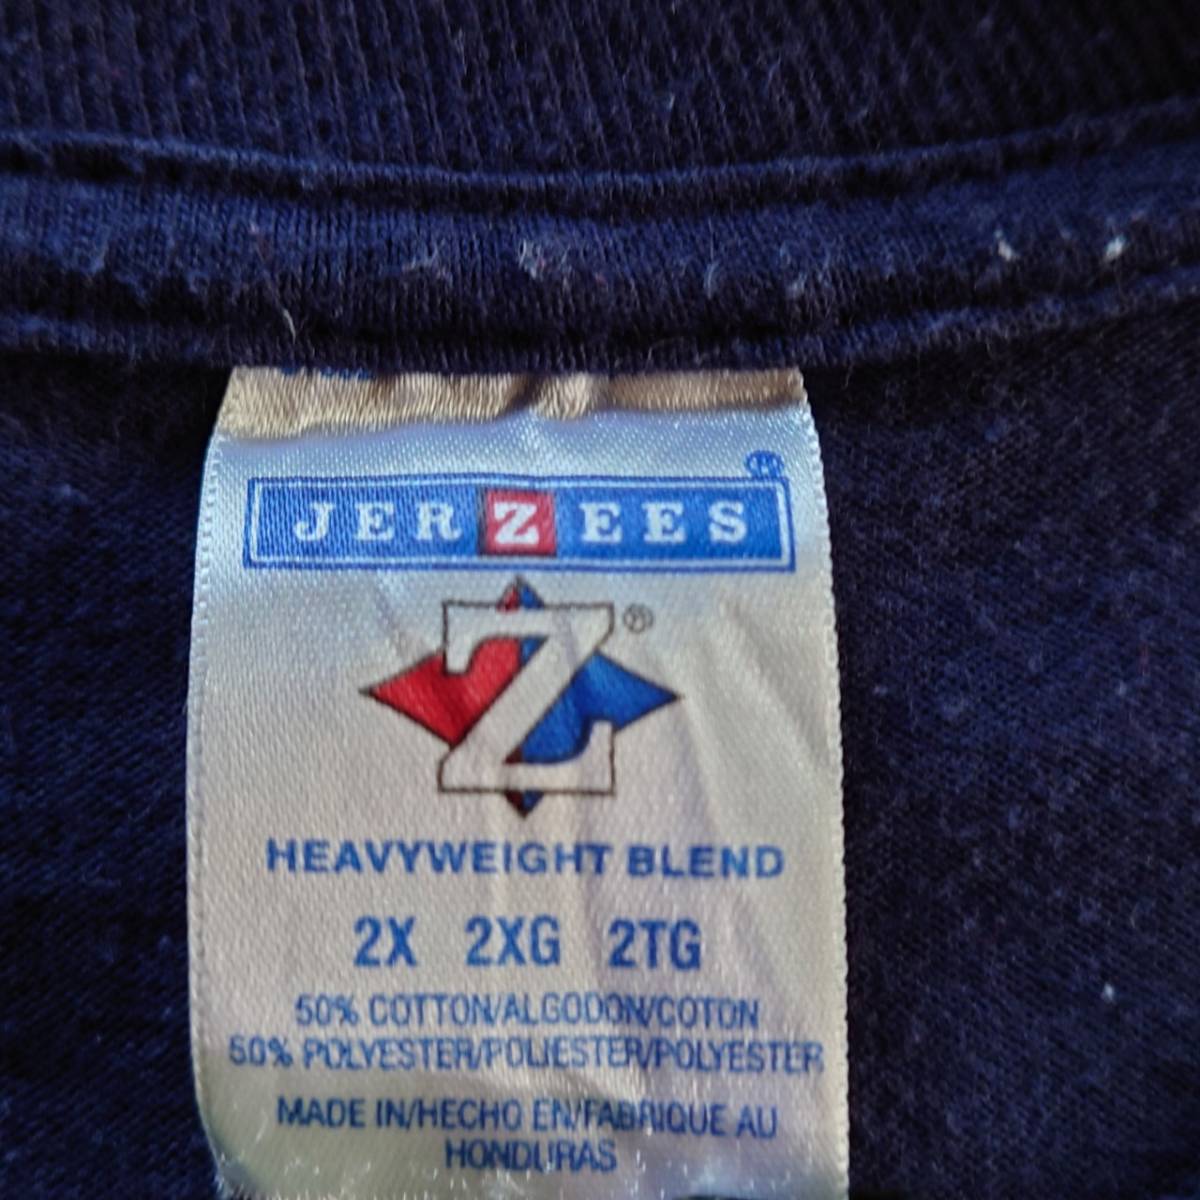 JERZEES®
Z®
HEAVYWEIGHT BLEND
2X 2XG 2TG
50% COTTON/ALGODON/COTON
50% POLYESTER/POLIESTER/POLYESTER
MADE IN/HECHO EN/FABRIQUE AU
HONDURAS